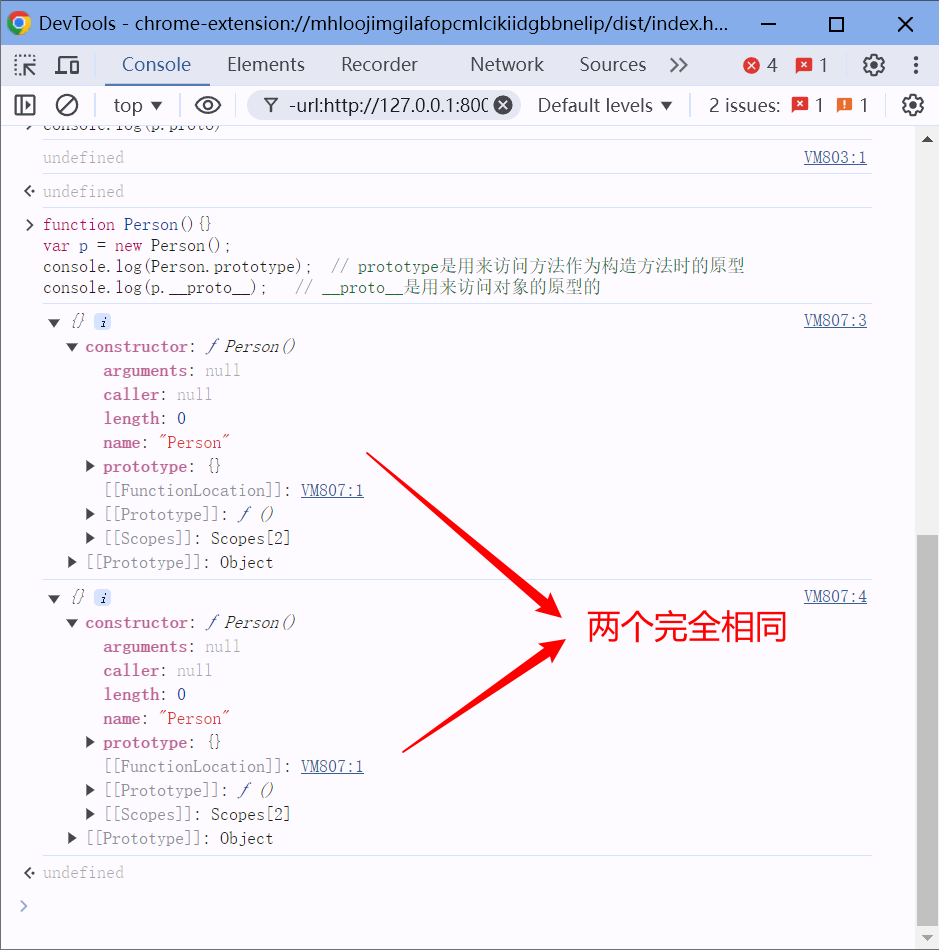 DevTools - chrome-extension://mhloojimgilafopcmlcikiidgbbnelip/dist/index.h...
Console Elements Recorder Network Sources 4 1
top -url:http://127.0.0.1:800 Default levels 2 issues: 1 1
console.log(p.proto)
undefined VM803:1
undefined
function Person(){}
var p = new Person();
console.log(Person.prototype); // prototype是用来访问方法作为构造方法时的原型
console.log(p.__proto__); // __proto__是用来访问对象的原型的
{} i VM807:3
constructor: ƒ Person()
arguments: null
caller: null
length: 0
name: "Person"
prototype: {}
[[FunctionLocation]]: VM807:1
[[Prototype]]: ƒ ()
[[Scopes]]: Scopes[2]
[[Prototype]]: Object
{} i VM807:4
constructor: ƒ Person()
两个完全相同
arguments: null
caller: null
length: 0
name: "Person"
prototype: {}
[[FunctionLocation]]: VM807:1
[[Prototype]]: ƒ ()
[[Scopes]]: Scopes[2]
[[Prototype]]: Object
undefined